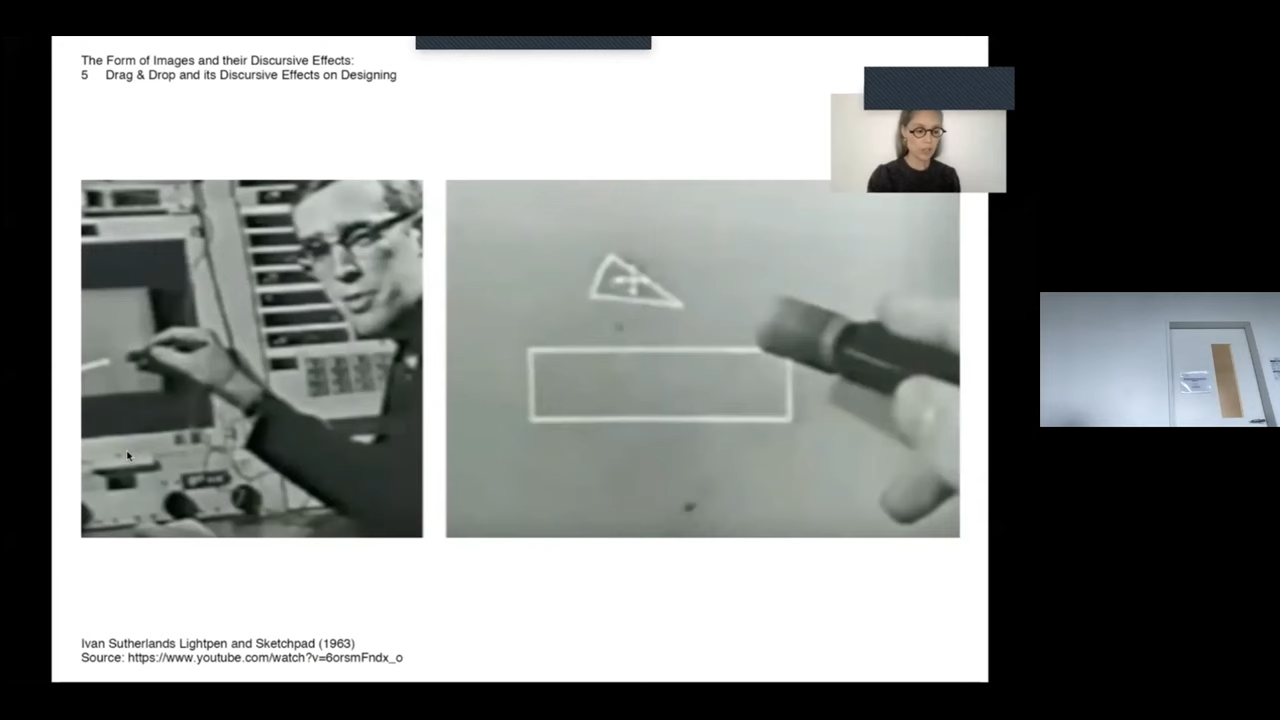 The Form of Images and their Discursive Effects:
5 Drag & Drop and its Discursive Effects on Designing
Ivan Sutherlands Lightpen and Sketchpad (1963)
Source: https://www.youtube.com/watch?v=6orsmFndx_o